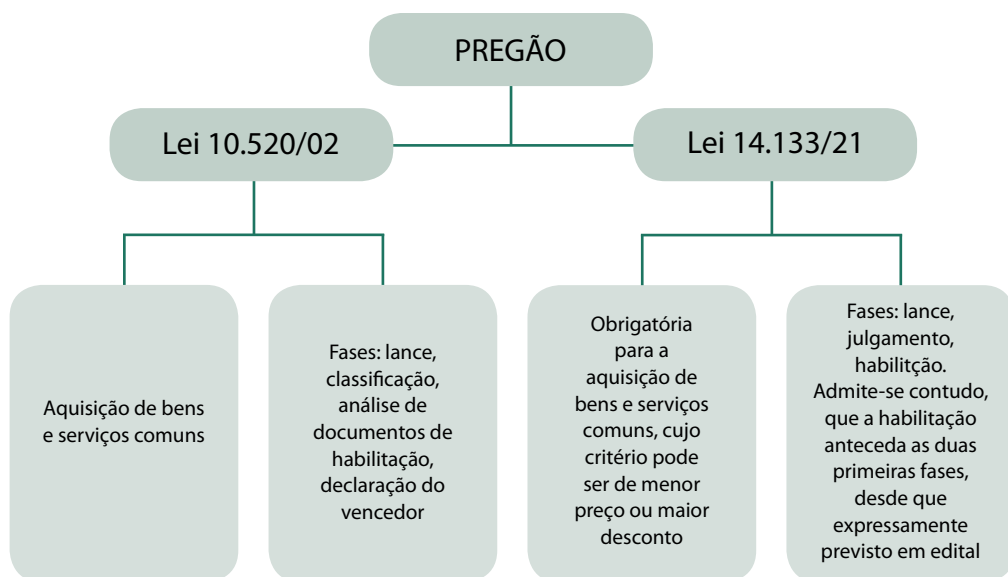 PREGÃO
Lei 10.520/02
Lei 14.133/21
Aquisição de bens
e serviços comuns
Fases: lance,
classificação,
análise de
documentos de
habilitação,
declaração do
vencedor
Obrigatória
para a
aquisição de
bens e serviços
comuns, cujo
critério pode
ser de menor
preço ou maior
desconto
Fases: lance,
julgamento,
habilitção.
Admite-se contudo,
que a habilitação
anteceda as duas
primeiras fases,
desde que
expressamente
previsto em edital